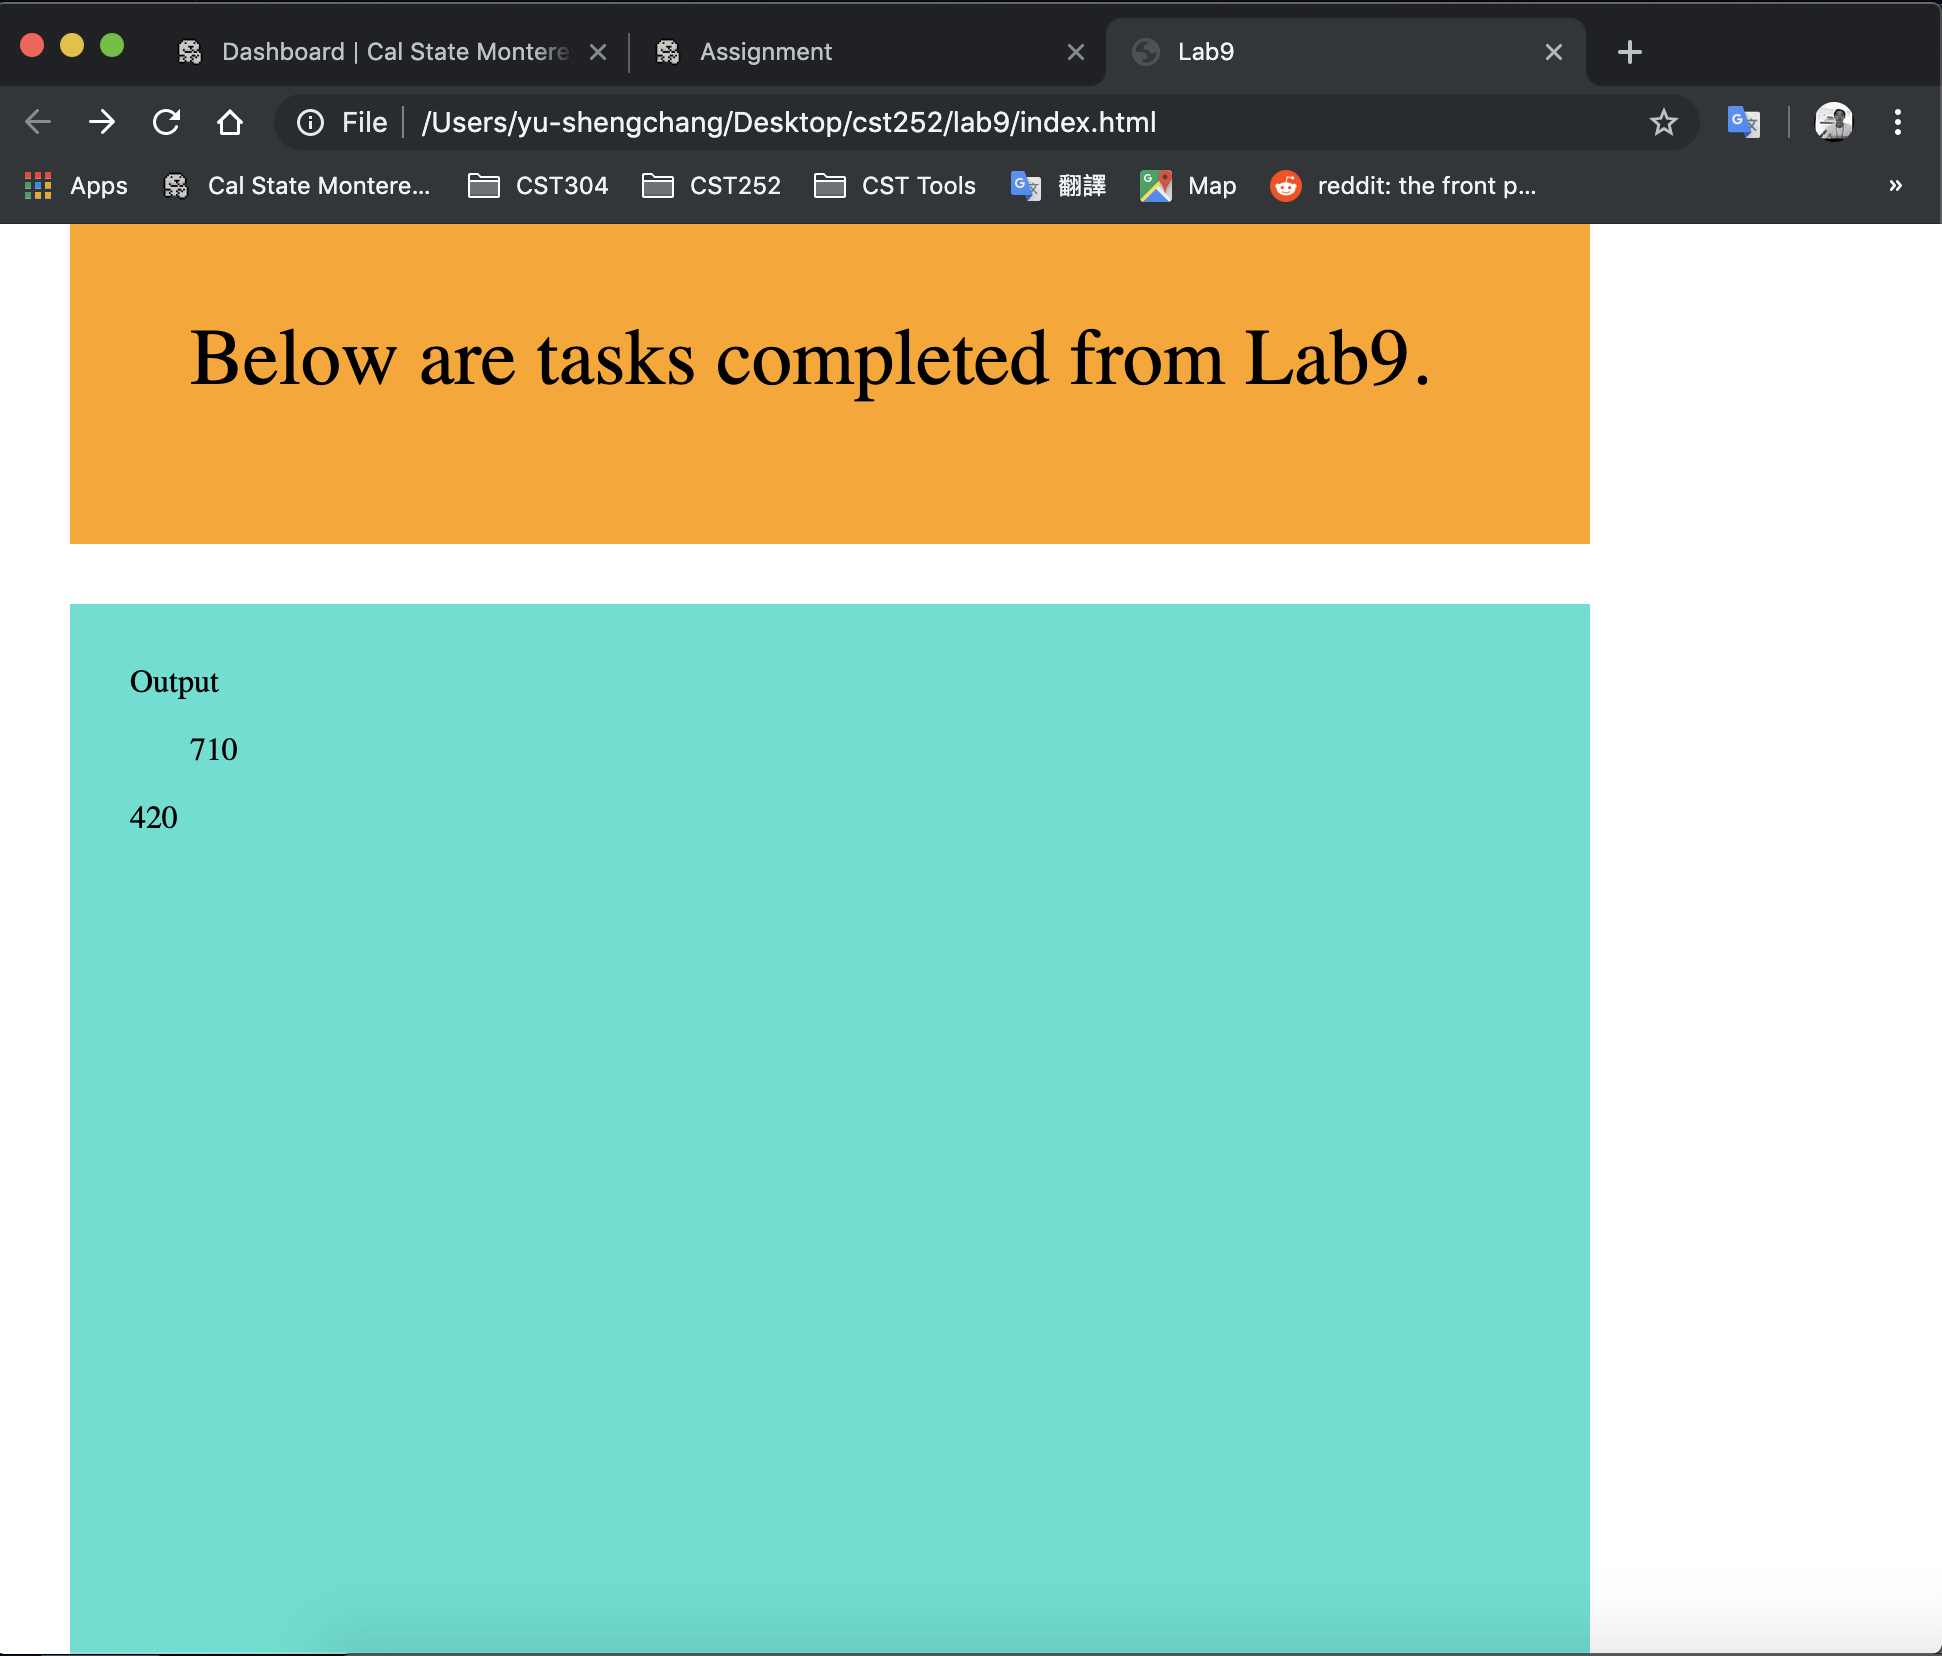 Dashboard | Cal State Montere
Assignment
Lab9
File
/Users/yu-shengchang/Desktop/cst252/lab9/index.html
Apps
Cal State Montere...
CST304
CST252
CST Tools
翻譯
Map
reddit: the front p...
»
Below are tasks completed from Lab9.
Output
710
420